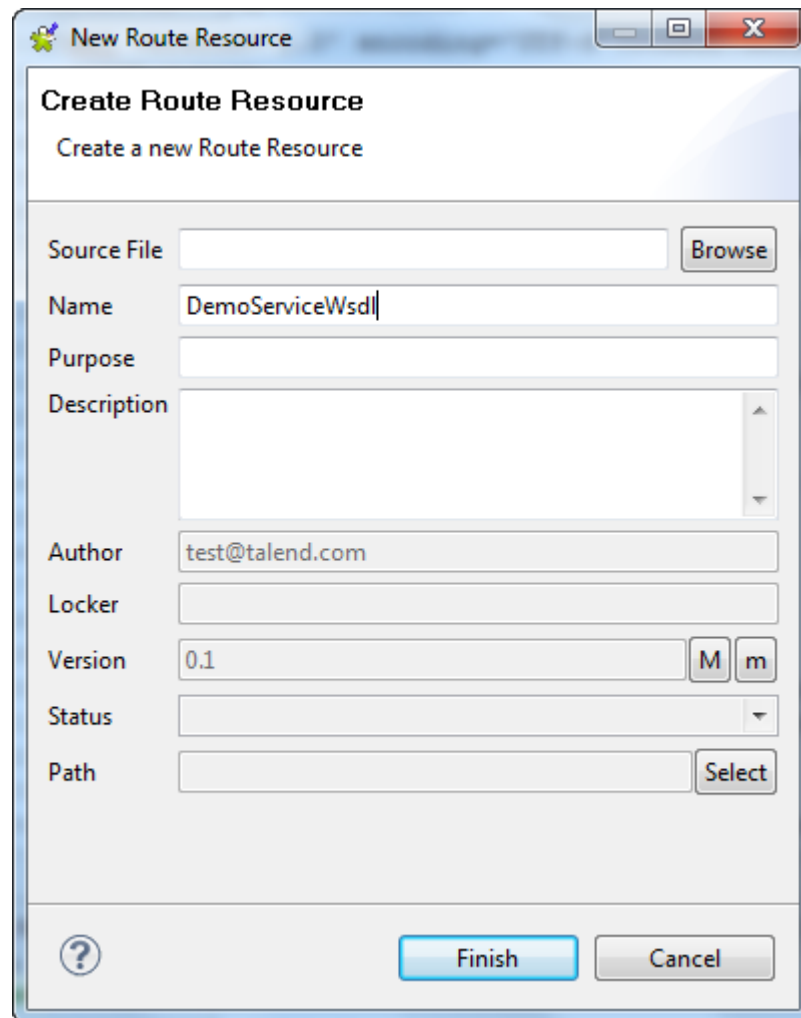 New Route Resource
Create Route Resource
Create a new Route Resource
Source File Browse
Name DemoServiceWsdl
Purpose
Description
Author test@talend.com
Locker
Version 0.1 M m
Status
Path Select
? Finish Cancel